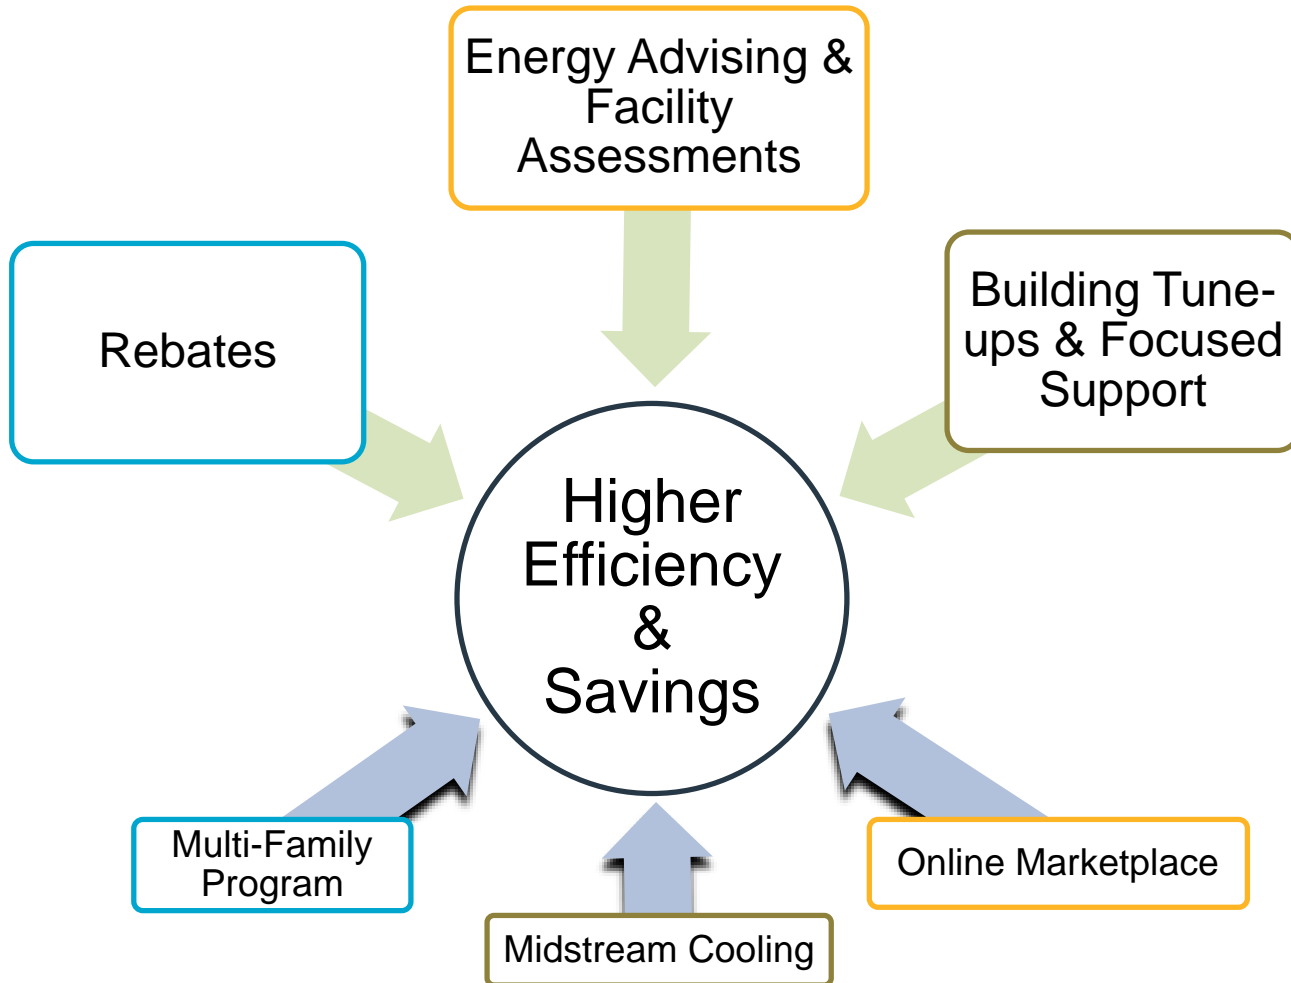 Energy Advising &
Facility
Assessments
Rebates
Building Tune-
ups & Focused
Support
Higher
Efficiency
&
Savings
Multi-Family
Program
Online Marketplace
Midstream Cooling